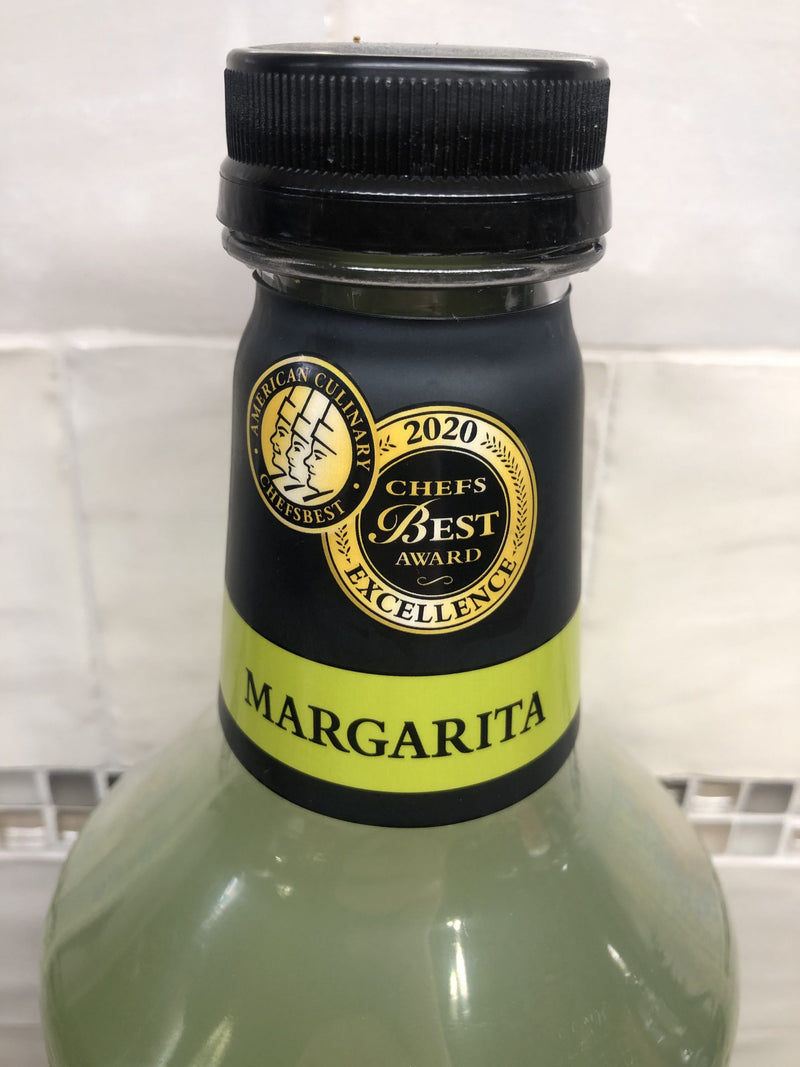 AMERICAN CULINARY
CHEFSBEST
2020
CHEFS
BEST
AWARD
EXCELLENCE
MARGARITA